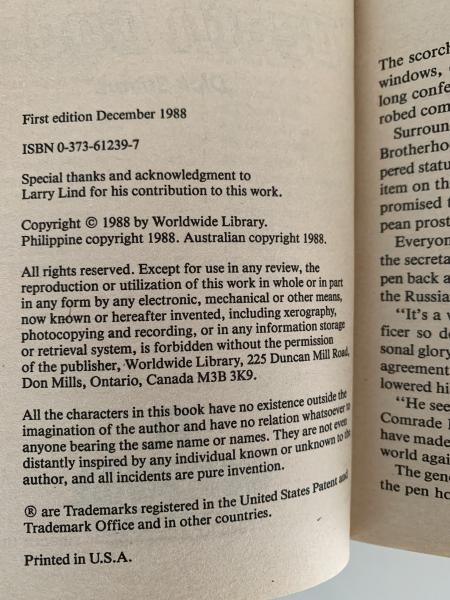 First edition December 1988
ISBN 0-373-61239-7
Special thanks and acknowledgment to
Larry Lind for his contribution to this work.
Copyright © 1988 by Worldwide Library.
Philippine copyright 1988. Australian copyright 1988.
All rights reserved. Except for use in any review, the
reproduction or utilization of this work in whole or in part
in any form by any electronic, mechanical or other means,
now known or hereafter invented, including xerography,
photocopying and recording, or in any information storage
or retrieval system, is forbidden without the permission
of the publisher, Worldwide Library, 225 Duncan Mill Road,
Don Mills, Ontario, Canada M3B 3K9.
All the characters in this book have no existence outside the
imagination of the author and have no relation whatsoever to
anyone bearing the same name or names. They are not even
distantly inspired by any individual known or unknown to the
author, and all incidents are pure invention.
® are Trademarks registered in the United States Patent and
Trademark Office and in other countries.
Printed in U.S.A.
The scorch
windows,
long confe
robed com
Surroun
Brotherho
pered statu
item on th
promised t
pean prost
Everyon
the secreta
pen back a
the Russia
“It’s a v
ficer so de
sonal glory
agreement
lowered hi
“He see
Comrade
have made
world agai
The gene
the pen ho